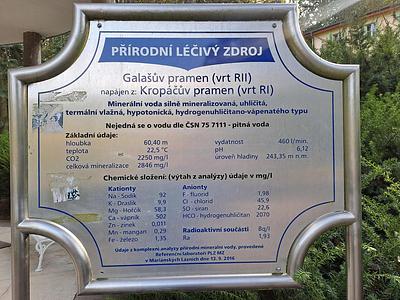 PŘÍRODNÍ LÉČIVÝ ZDROJ
Galašův pramen (vrt RII)
napájen z: Kropáčův pramen (vrt RI)
Minerální voda silně mineralizovaná, uhličitá,
termální vlažná, hypotonická, hydrogenuhličitano-vápenatého typu
Nejedná se o vodu dle ČSN 75 7111 - pitná voda
Základní údaje:
hloubka 60,40 m vydatnost 460 l/min.
teplota 22,5 °C pH 6,12
CO2 2250 mg/l úroveň hladiny 243,35 m n.m.
celková mineralizace 2846 mg/l
Chemické složení: (výtah z analýzy) údaje v mg/l
Kationty Anionty
Na - Sodík 92 F - fluorid 1,98
K - Draslík 9,9 Cl - chlorid 45,9
Mg - Hořčík 58,3 SO - síran 22,6
Ca - vápník 502 HCO - hydrogenuhličitan 2070
Zn - zinek 0,011
Mn - mangan 0,29 Radioaktivní součásti Bq/l
Fe - železo 1,35 Ra 1,93
Údaje z komplexní analýzy přírodní minerální vody, provedené
Referenční laboratoří PLZ MZ
v Mariánských Lázních dne 13. 9. 2016